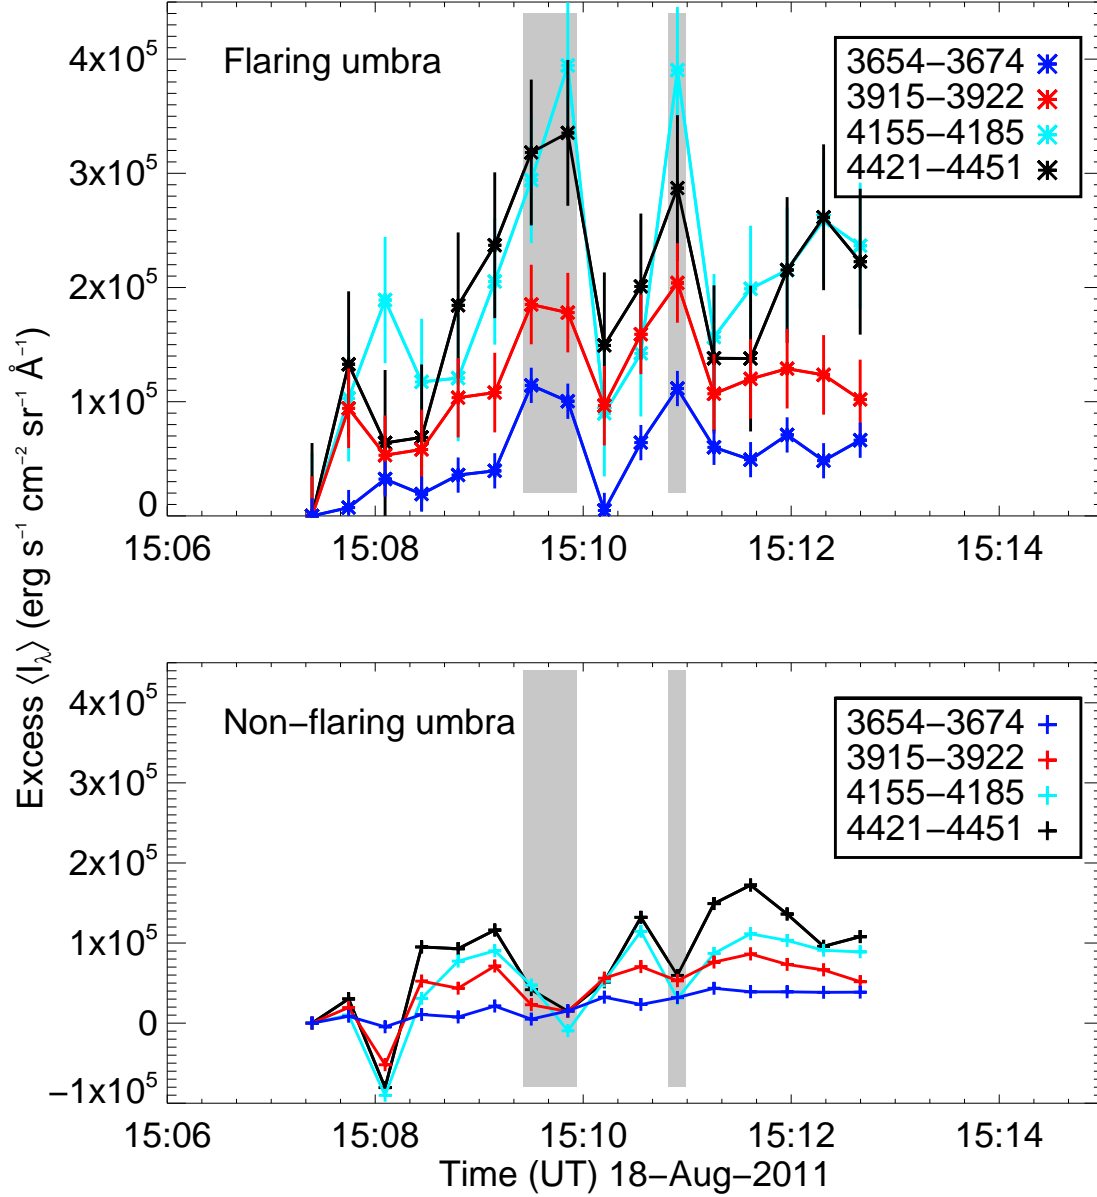 Flaring umbra
3654−3674
3915−3922
4155−4185
4421−4451
4x10⁵
3x10⁵
2x10⁵
1x10⁵
0
15:06 15:08 15:10 15:12 15:14
Excess ⟨I_λ⟩ (erg s⁻¹ cm⁻² sr⁻¹ Å⁻¹)
Non−flaring umbra
3654−3674
3915−3922
4155−4185
4421−4451
4x10⁵
3x10⁵
2x10⁵
1x10⁵
0
−1x10⁵
15:06 15:08 15:10 15:12 15:14
Time (UT) 18−Aug−2011